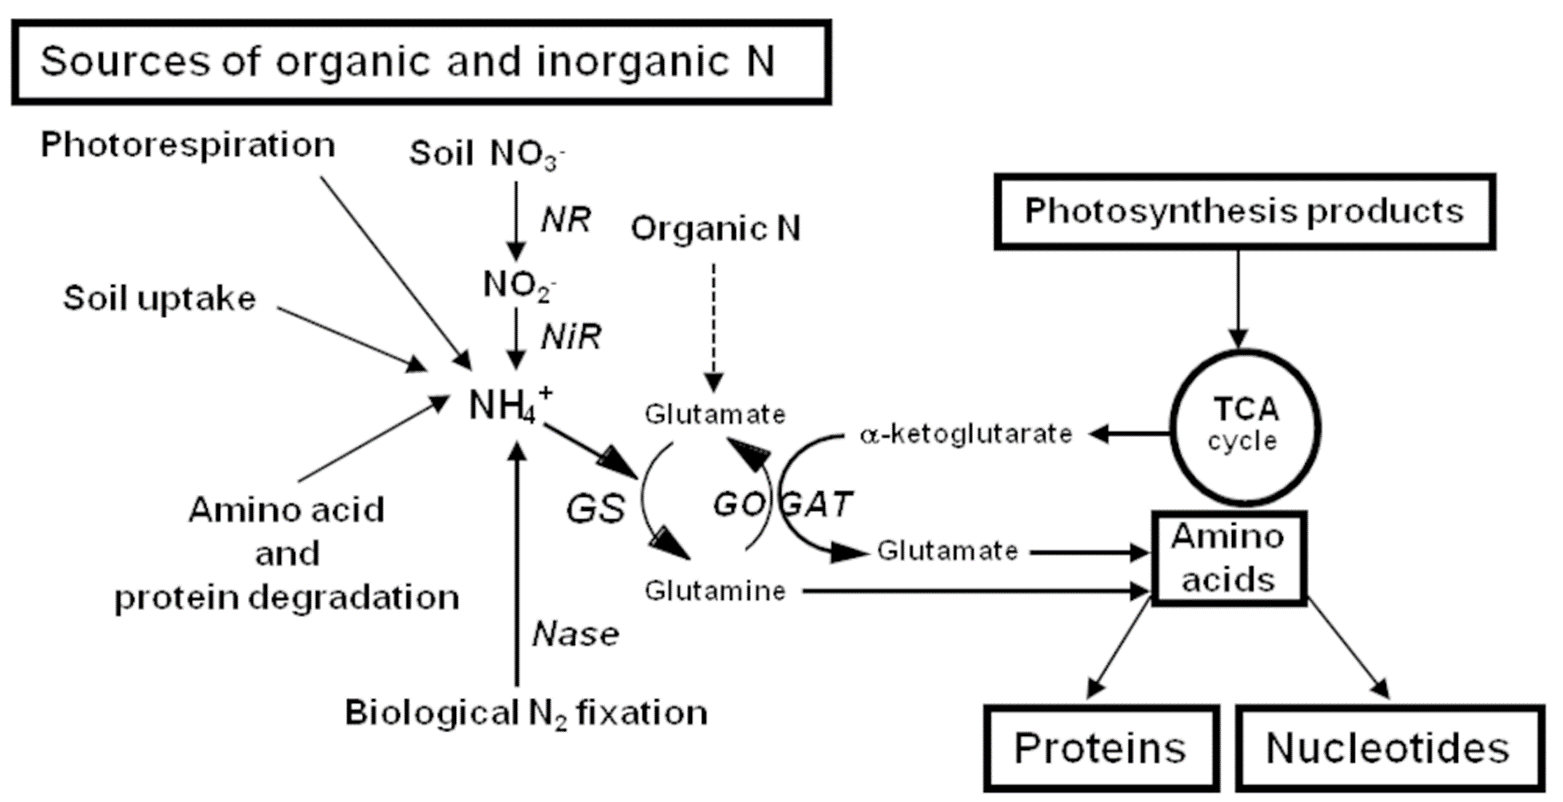 Sources of organic and inorganic N
Photorespiration
Soil NO₃⁻
NR
Organic N
Photosynthesis products
Soil uptake
NO₂⁻
NiR
NH₄⁺
Glutamate
α-ketoglutarate
TCA
cycle
GS
GOGAT
Amino acid
and
protein degradation
Glutamate
Amino
acids
Glutamine
Nase
Biological N₂ fixation
Proteins
Nucleotides